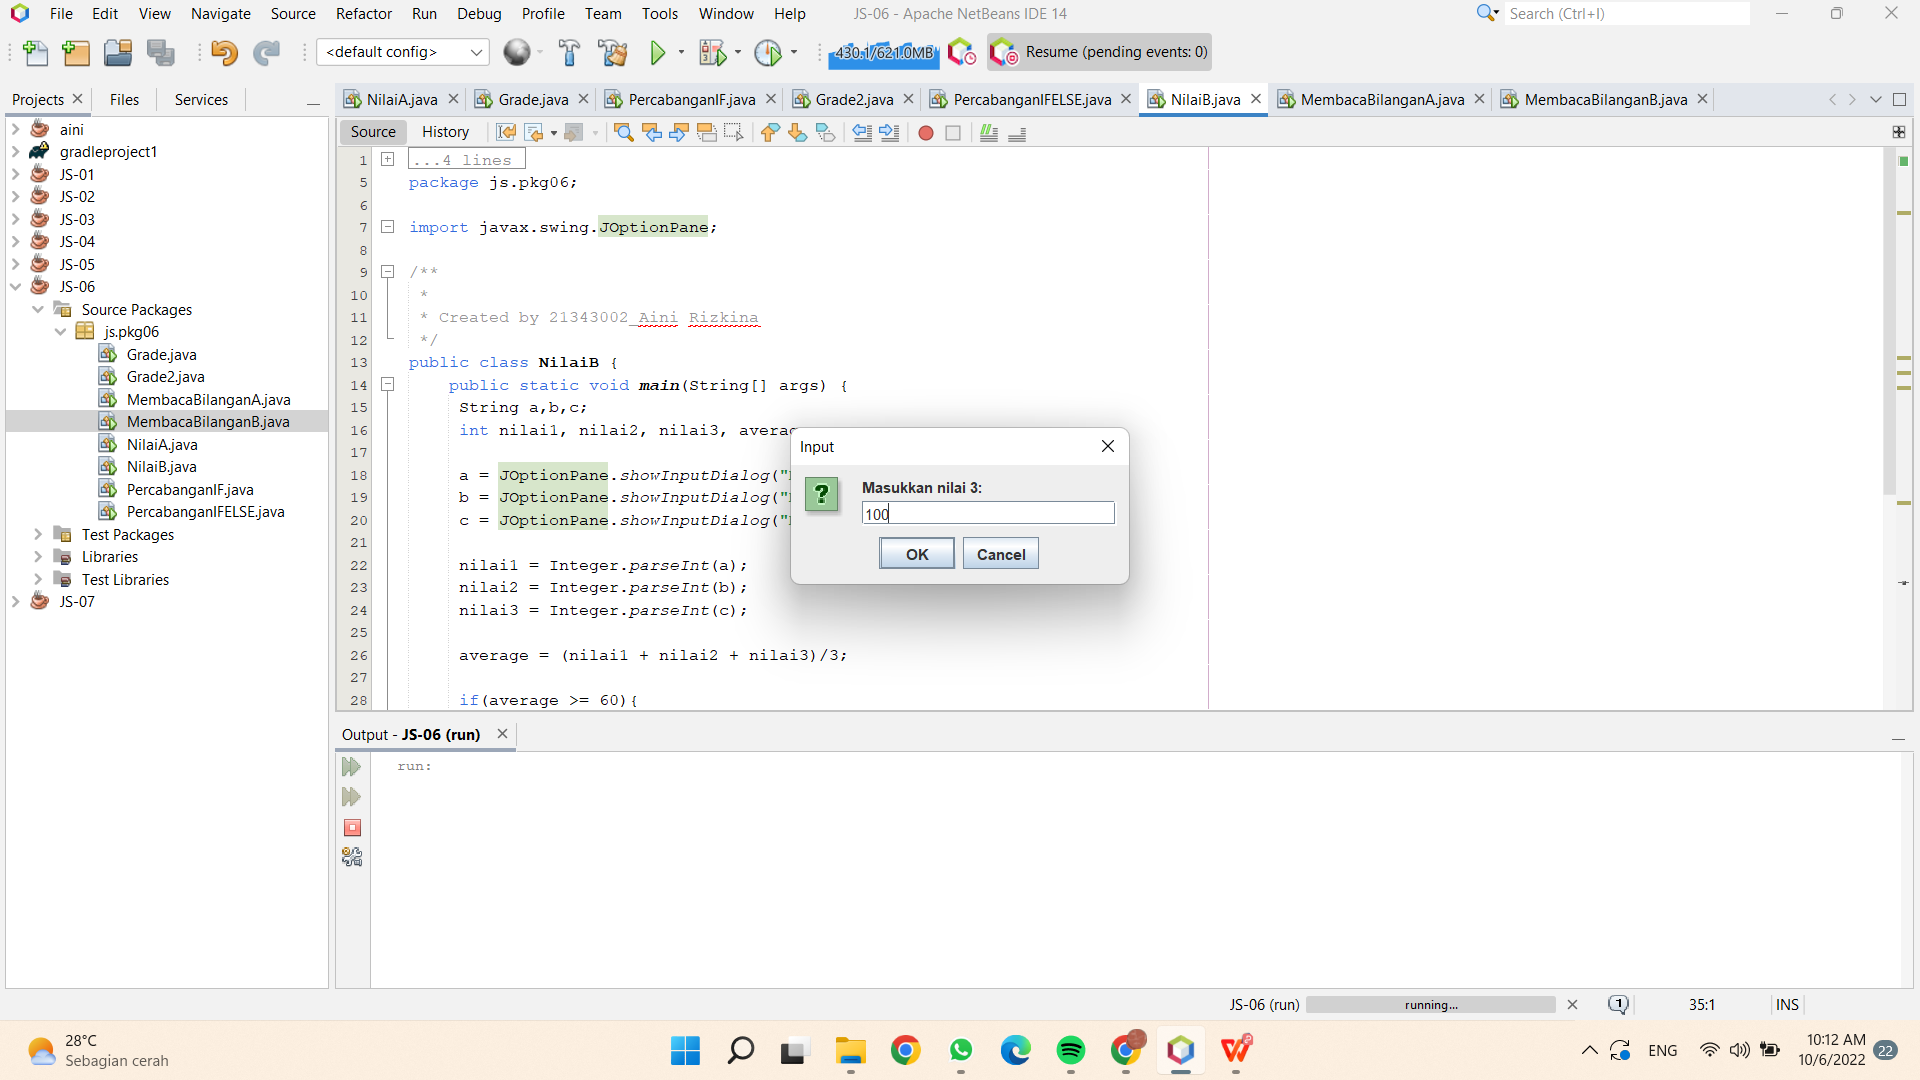 File Edit View Navigate Source Refactor Run Debug Profile Team Tools Window Help JS-06 - Apache NetBeans IDE 14 Search (Ctrl+I)
<default config> 430.1/621.0MB Resume (pending events: 0)
Projects Files Services
NilaiA.java Grade.java PercabanganIF.java Grade2.java PercabanganIFELSE.java NilaiB.java MembacaBilanganA.java MembacaBilanganB.java
Source History
aini
gradleproject1
JS-01
JS-02
JS-03
JS-04
JS-05
JS-06
Source Packages
js.pkg06
Grade.java
Grade2.java
MembacaBilanganA.java
MembacaBilanganB.java
NilaiA.java
NilaiB.java
PercabanganIF.java
PercabanganIFELSE.java
Test Packages
Libraries
Test Libraries
JS-07
1 ...4 lines
5 package js.pkg06;
6
7 import javax.swing.JOptionPane;
8
9 /**
10 *
11 * Created by 21343002_Aini Rizkina
12 */
13 public class NilaiB {
14 public static void main(String[] args) {
15 String a,b,c;
16 int nilai1, nilai2, nilai3,
17
18 a = JOptionPane.showInputDialog("
19 b = JOptionPane.showInputDialog("
20 c = JOptionPane.showInputDialog("
21
22 nilai1 = Integer.parseInt(a);
23 nilai2 = Integer.parseInt(b);
24 nilai3 = Integer.parseInt(c);
25
26 average = (nilai1 + nilai2 + nilai3)/3;
27
28 if(average >= 60){
Input
Masukkan nilai 3:
100
OK Cancel
Output - JS-06 (run)
run:
JS-06 (run) running... 1 35:1 INS
28°C
Sebagian cerah
ENG
10:12 AM
10/6/2022
22